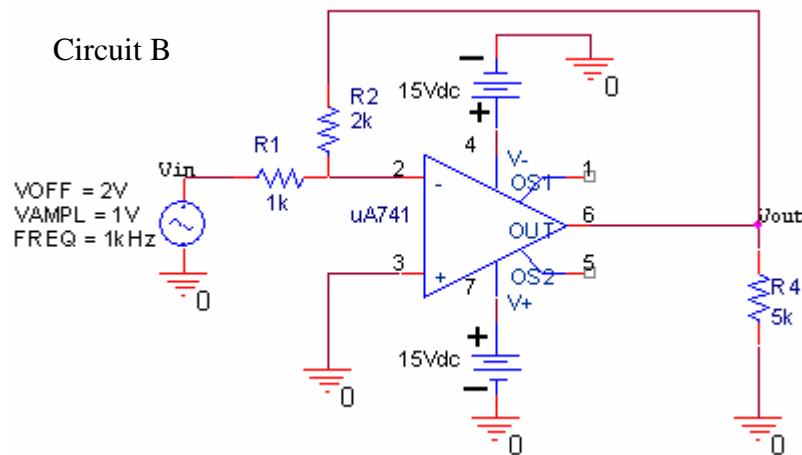 Circuit B
0
15Vdc
R2
2k
R1
1k
Vin
VOFF = 2V
VAMPL = 1V
FREQ = 1kHz
0
4
V-
1
OS1
2
-
uA741
6
OUT
Vout
3
+
7
5
OS2
V+
R4
5k
15Vdc
+
-
+
-
0
0
0